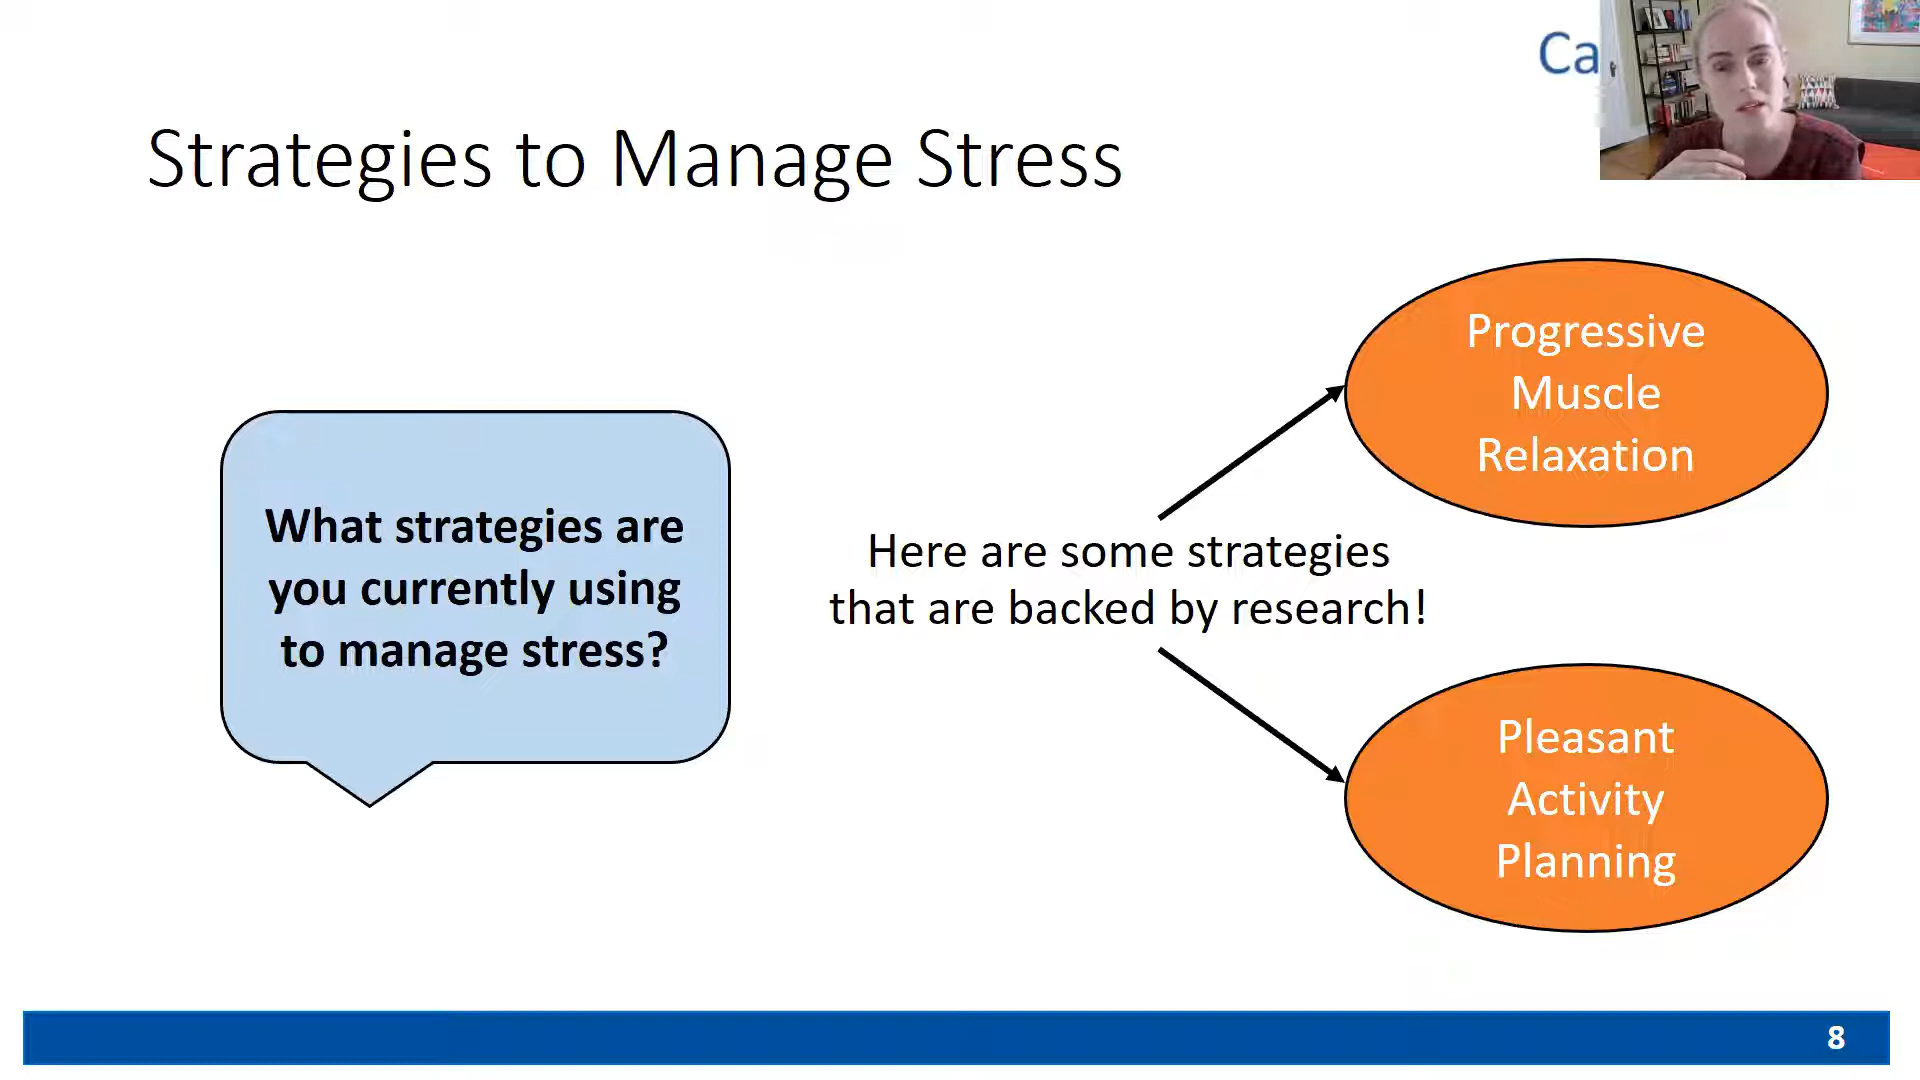 Strategies to Manage Stress
What strategies are
you currently using
to manage stress?
Here are some strategies
that are backed by research!
Progressive
Muscle
Relaxation
Pleasant
Activity
Planning
8